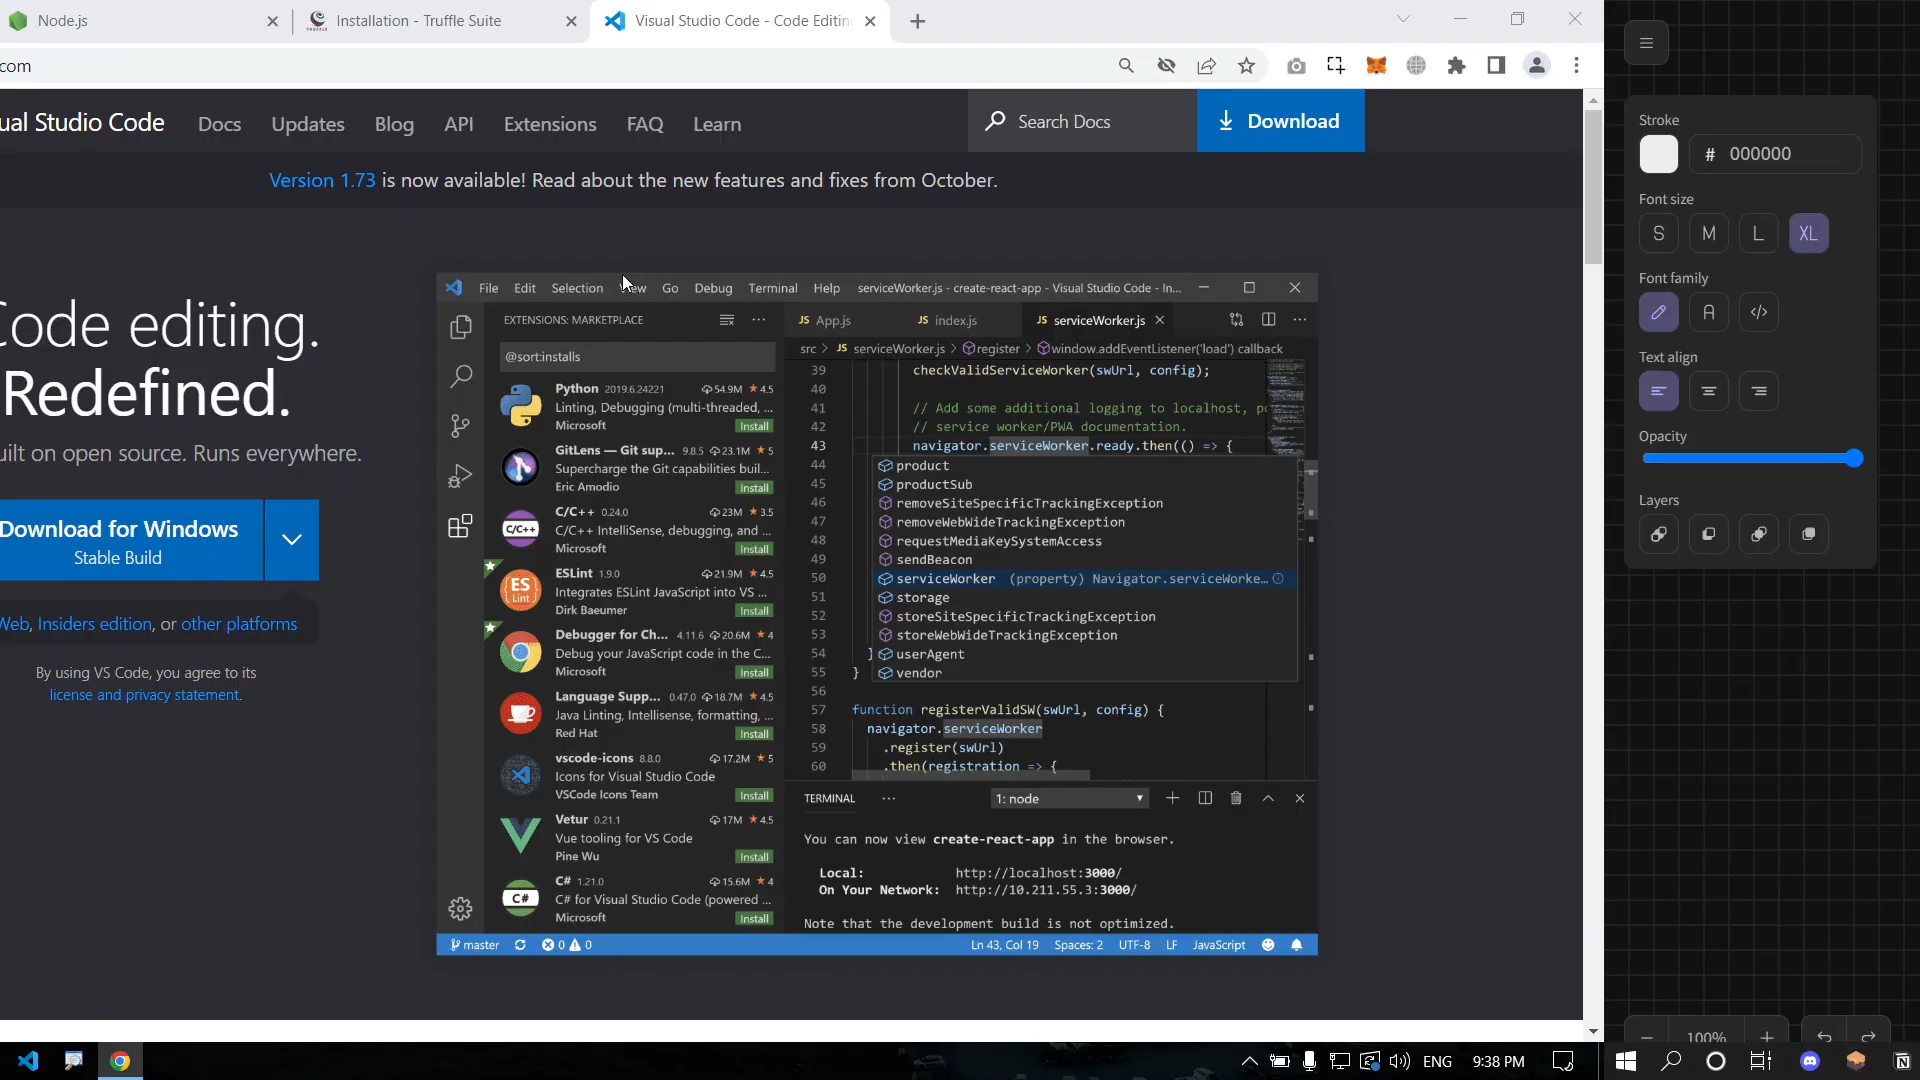 Node.js
Installation - Truffle Suite
Visual Studio Code - Code Editin
.com
ual Studio Code
Docs
Updates
Blog
API
Extensions
FAQ
Learn
Search Docs
Download
Version 1.73 is now available! Read about the new features and fixes from October.
Code editing.
Redefined.
uilt on open source. Runs everywhere.
Download for Windows
Stable Build
Web, Insiders edition, or other platforms
By using VS Code, you agree to its
license and privacy statement.
File Edit Selection View Go Debug Terminal Help
serviceWorker.js - create-react-app - Visual Studio Code - In...
EXTENSIONS: MARKETPLACE
@sort:installs
Python 2019.6.24221 54.9M ★ 4.5
Linting, Debugging (multi-threaded, ...
Microsoft Install
GitLens — Git sup... 9.8.5 23.1M ★ 5
Supercharge the Git capabilities buil...
Eric Amodio Install
C/C++ 0.24.0 23M ★ 3.5
C/C++ IntelliSense, debugging, and ...
Microsoft Install
ESLint 1.9.0 21.9M ★ 4.5
Integrates ESLint JavaScript into VS ...
Dirk Baeumer Install
Debugger for Ch... 4.11.6 20.6M ★ 4
Debug your JavaScript code in the C...
Microsoft Install
Language Supp... 0.47.0 18.7M ★ 4.5
Java Linting, Intellisense, formatting, ...
Red Hat Install
vscode-icons 8.8.0 17.2M ★ 5
Icons for Visual Studio Code
VSCode Icons Team Install
Vetur 0.21.1 17M ★ 4.5
Vue tooling for VS Code
Pine Wu Install
C# 1.21.0 15.6M ★ 4
C# for Visual Studio Code (powered ...
Microsoft Install
C/C++
ES
Lint
C#
JS App.js
JS index.js
JS serviceWorker.js
src > JS serviceWorker.js > register > window.addEventListener('load') callback
39 checkValidServiceWorker(swUrl, config);
40
41 // Add some additional logging to localhost, po
42 // service worker/PWA documentation.
43 navigator.serviceWorker.ready.then(() => {
44 product
45 productSub
46 removeSiteSpecificTrackingException
47 removeWebWideTrackingException
48 requestMediaKeySystemAccess
49 sendBeacon
50 serviceWorker (property) Navigator.serviceWorke...
51 storage
52 storeSiteSpecificTrackingException
53 storeWebWideTrackingException
54 } userAgent
55 } vendor
56
57 function registerValidSW(swUrl, config) {
58 navigator.serviceWorker
59 .register(swUrl)
60 .then(registration => {
TERMINAL
1: node
You can now view create-react-app in the browser.
Local: http://localhost:3000/
On Your Network: http://10.211.55.3:3000/
Note that the development build is not optimized.
master 0 0
Ln 43, Col 19 Spaces: 2 UTF-8 LF JavaScript
Stroke
# 000000
Font size
S M L XL
Font family
A </>
Text align
Opacity
Layers
100%
ENG 9:38 PM